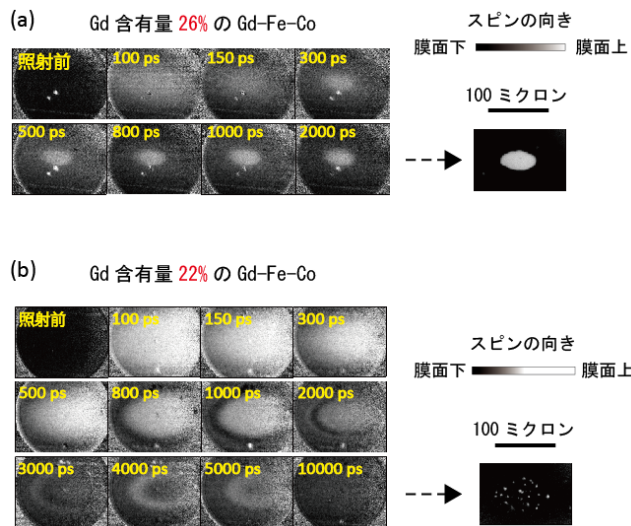 (a)
Gd 含有量 26% の Gd-Fe-Co
スピンの向き
膜面下 膜面上
照射前 100 ps 150 ps 300 ps
100 ミクロン
500 ps 800 ps 1000 ps 2000 ps
(b)
Gd 含有量 22% の Gd-Fe-Co
照射前 100 ps 150 ps 300 ps
スピンの向き
膜面下 膜面上
500 ps 800 ps 1000 ps 2000 ps
100 ミクロン
3000 ps 4000 ps 5000 ps 10000 ps